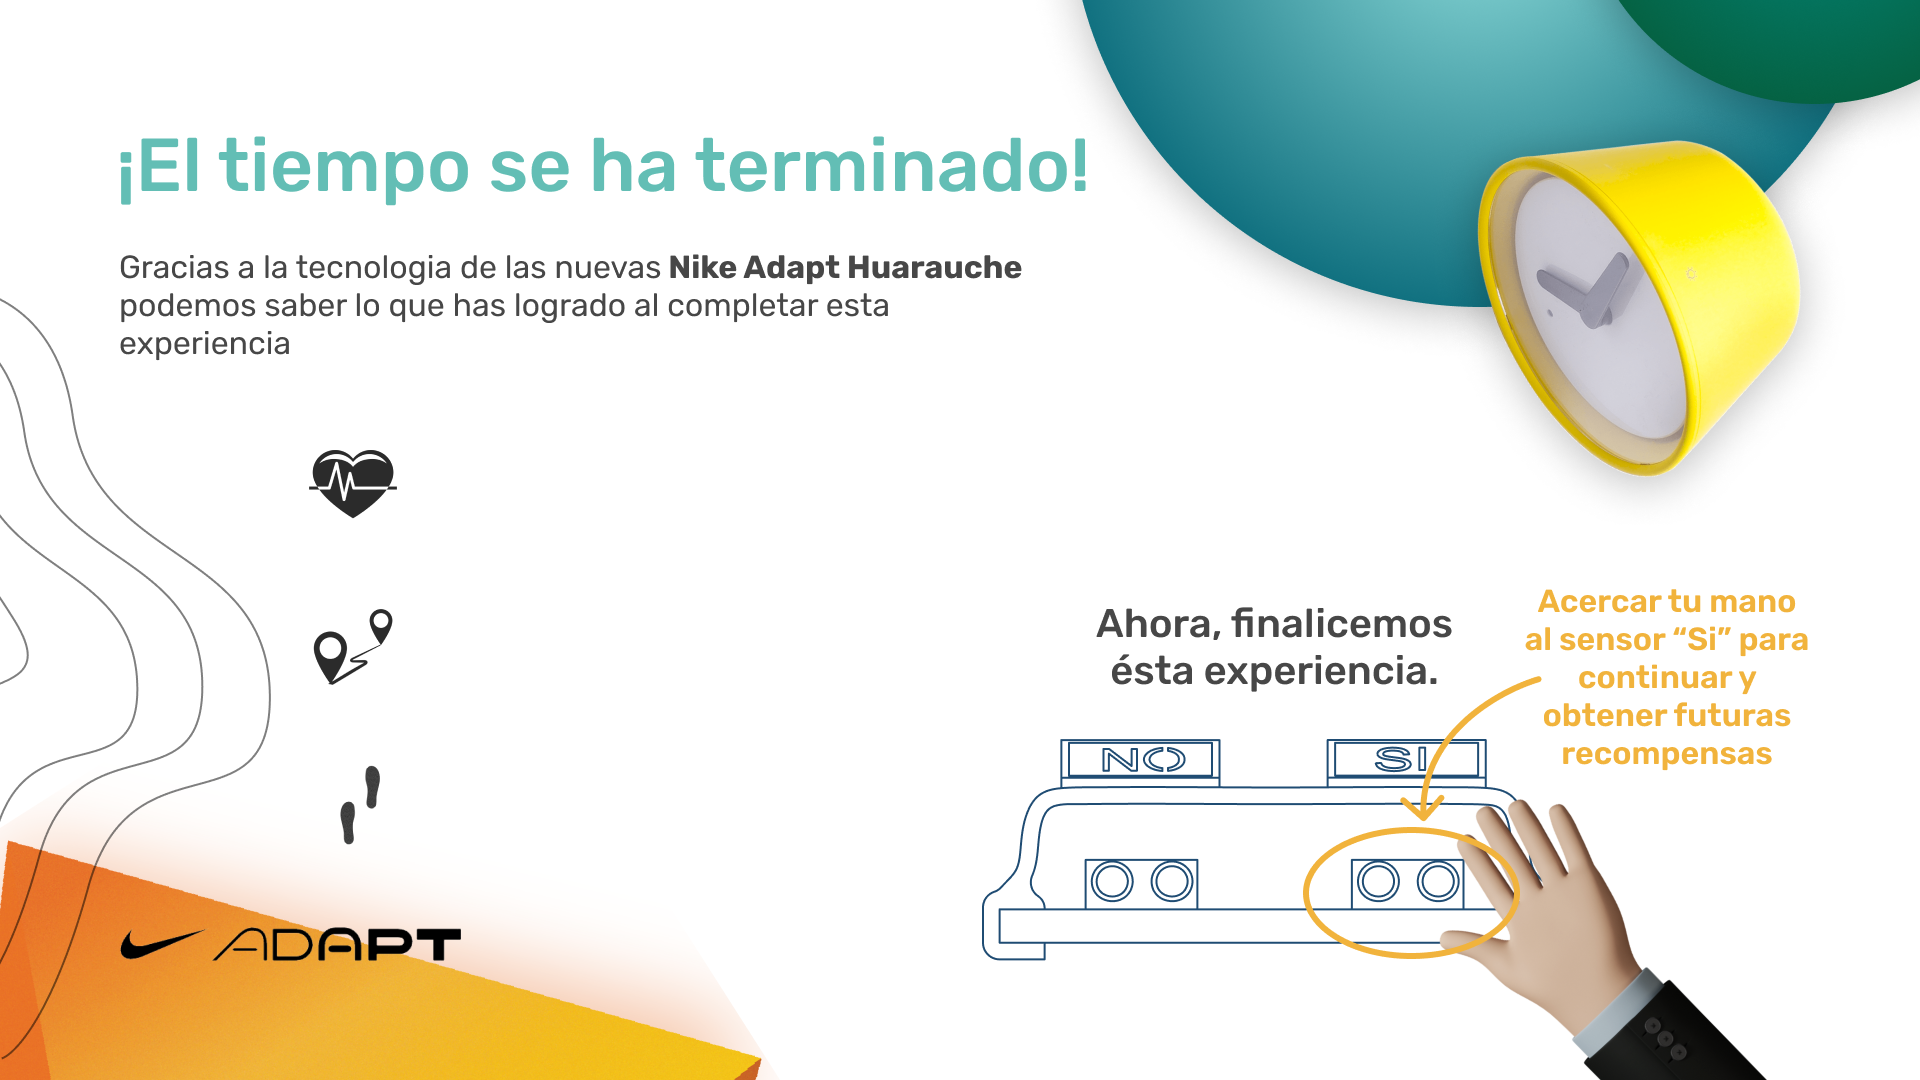 ¡El tiempo se ha terminado!
Gracias a la tecnologia de las nuevas Nike Adapt Huarauche
podemos saber lo que has logrado al completar esta
experiencia
Ahora, finalicemos
ésta experiencia.
Acercar tu mano
al sensor “Si” para
continuar y
obtener futuras
recompensas
NO
SI
ADAPT